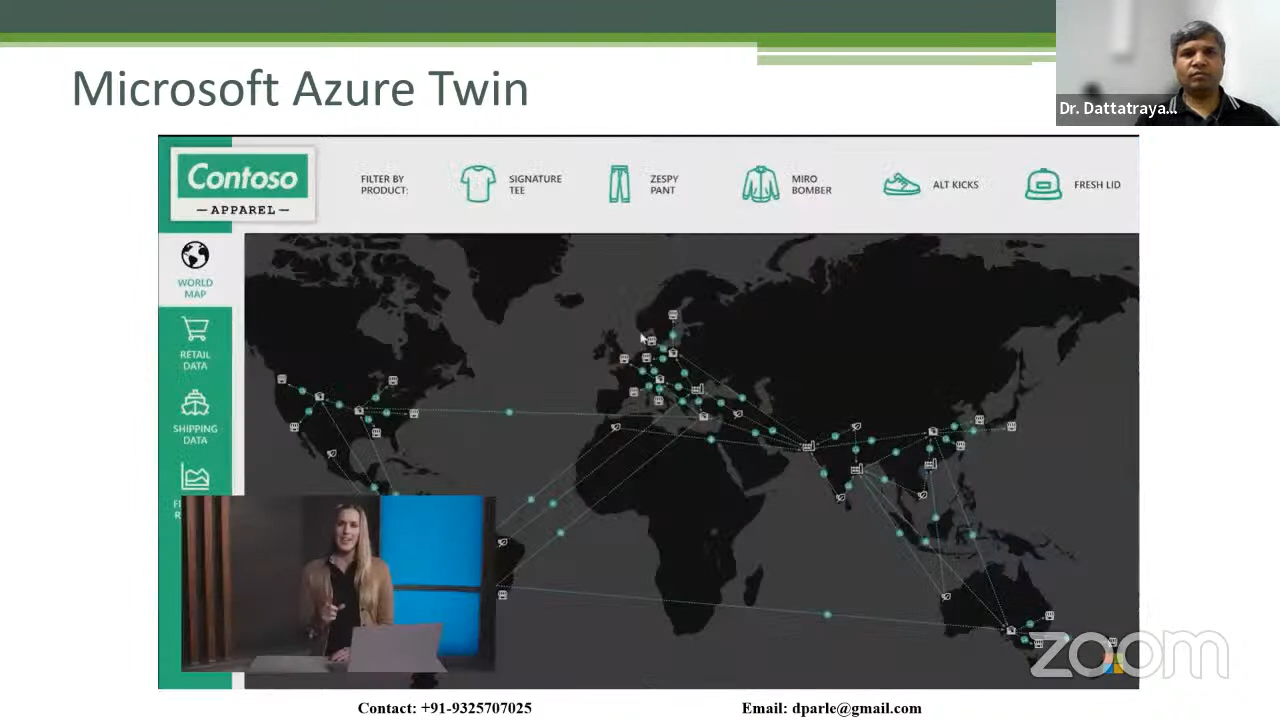 Microsoft Azure Twin
Dr. Dattatraya...
Contoso
APPAREL
FILTER BY
PRODUCT:
SIGNATURE
TEE
ZESPY
PANT
MIRO
BOMBER
ALT KICKS
FRESH LID
WORLD
MAP
RETAIL
DATA
SHIPPING
DATA
zoom
Contact: +91-9325707025
Email: dparle@gmail.com